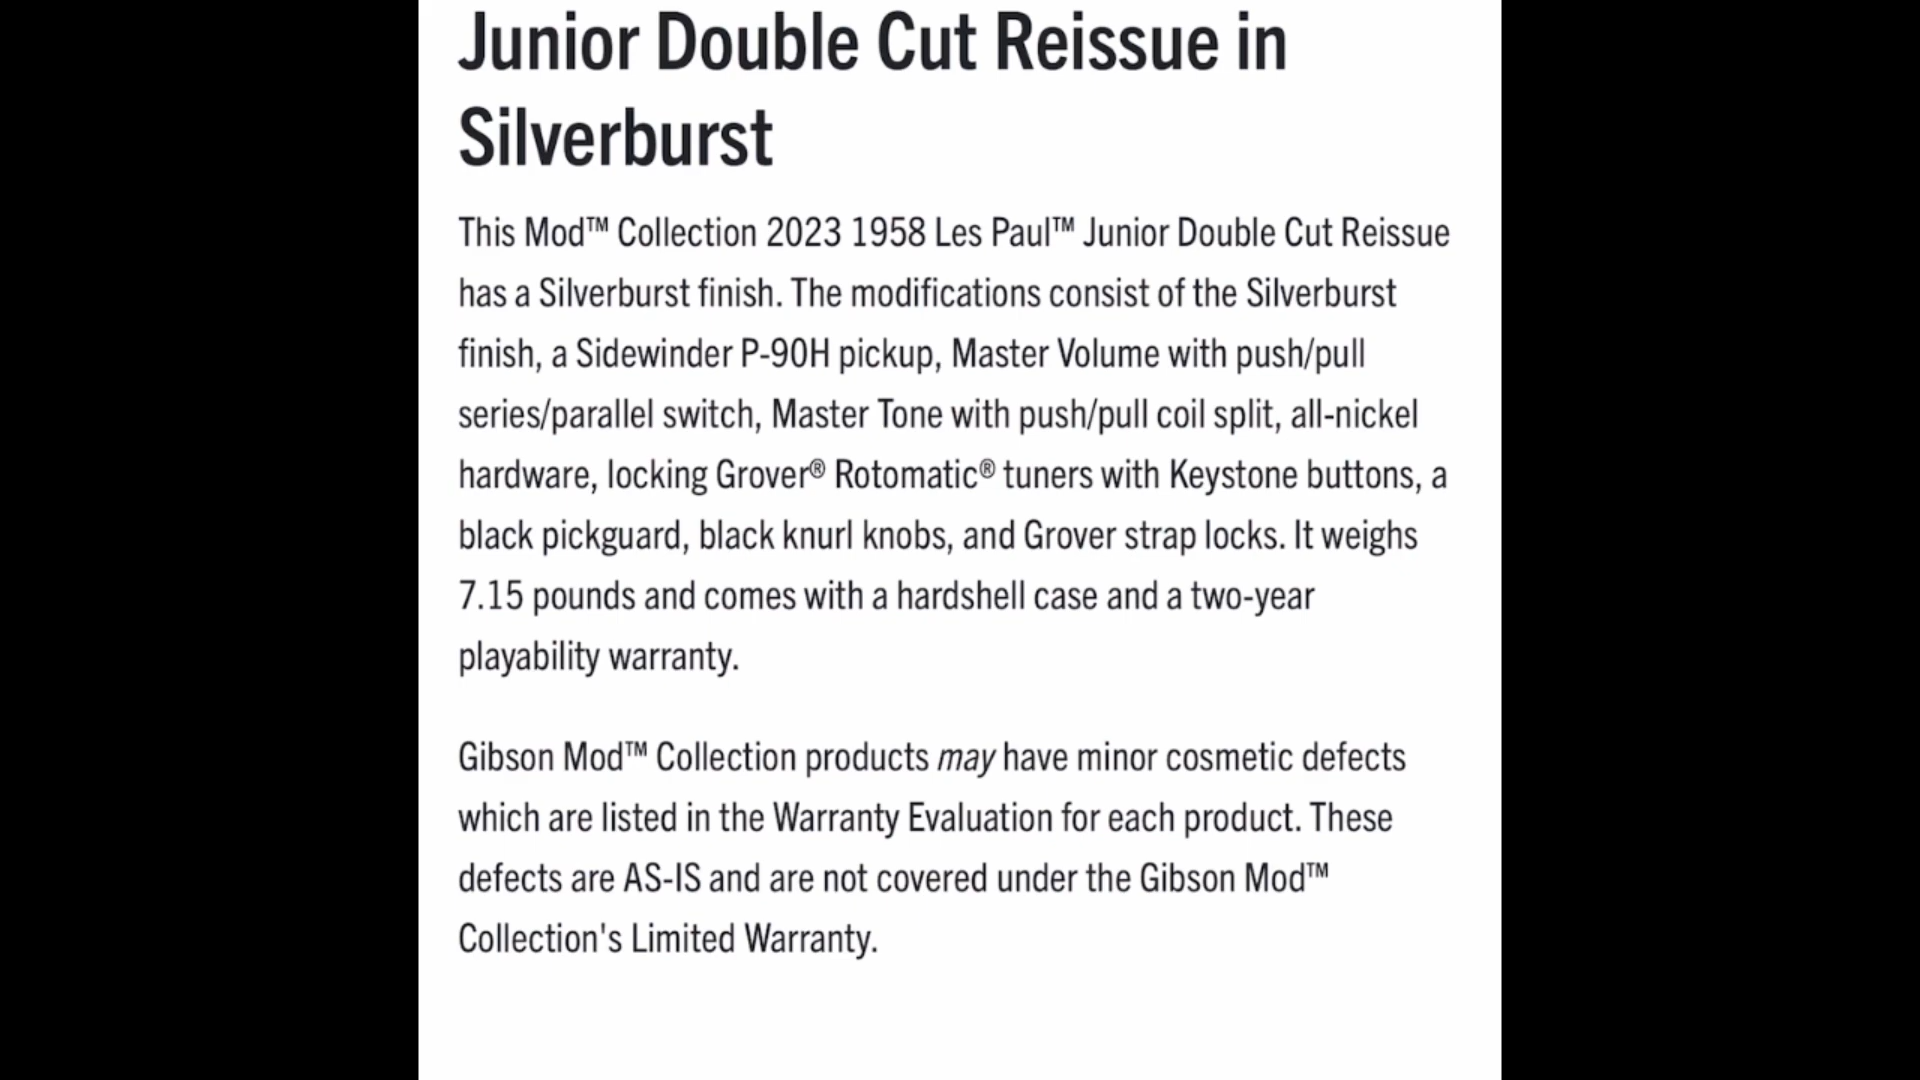 Junior Double Cut Reissue in
Silverburst
This Mod™ Collection 2023 1958 Les Paul™ Junior Double Cut Reissue
has a Silverburst finish. The modifications consist of the Silverburst
finish, a Sidewinder P-90H pickup, Master Volume with push/pull
series/parallel switch, Master Tone with push/pull coil split, all-nickel
hardware, locking Grover® Rotomatic® tuners with Keystone buttons, a
black pickguard, black knurl knobs, and Grover strap locks. It weighs
7.15 pounds and comes with a hardshell case and a two-year
playability warranty.
Gibson Mod™ Collection products may have minor cosmetic defects
which are listed in the Warranty Evaluation for each product. These
defects are AS-IS and are not covered under the Gibson Mod™
Collection's Limited Warranty.